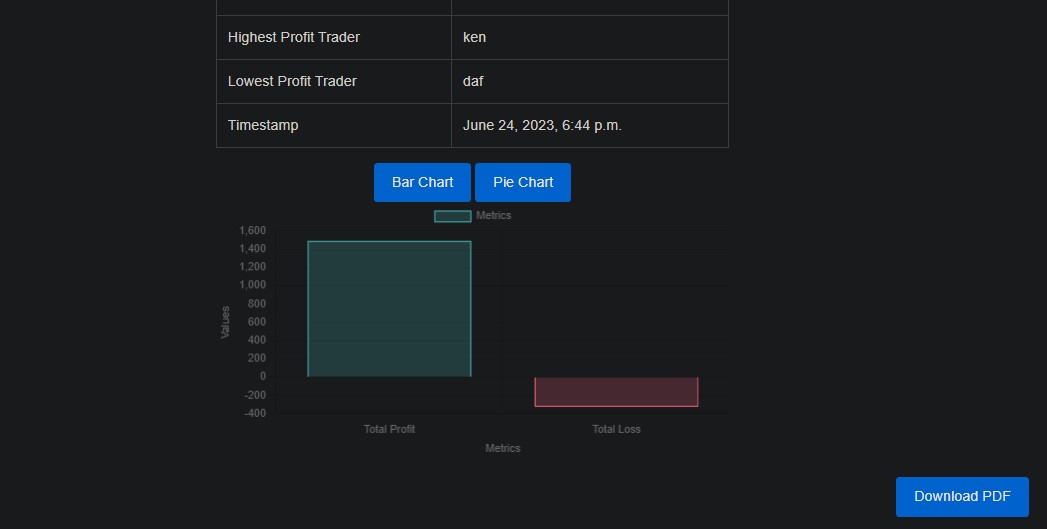 Highest Profit Trader ken
Lowest Profit Trader daf
Timestamp June 24, 2023, 6:44 p.m.
Bar Chart Pie Chart
Metrics
1,600
1,400
1,200
1,000
800
600
400
200
0
-200
-400
Values
Total Profit Total Loss
Metrics
Download PDF